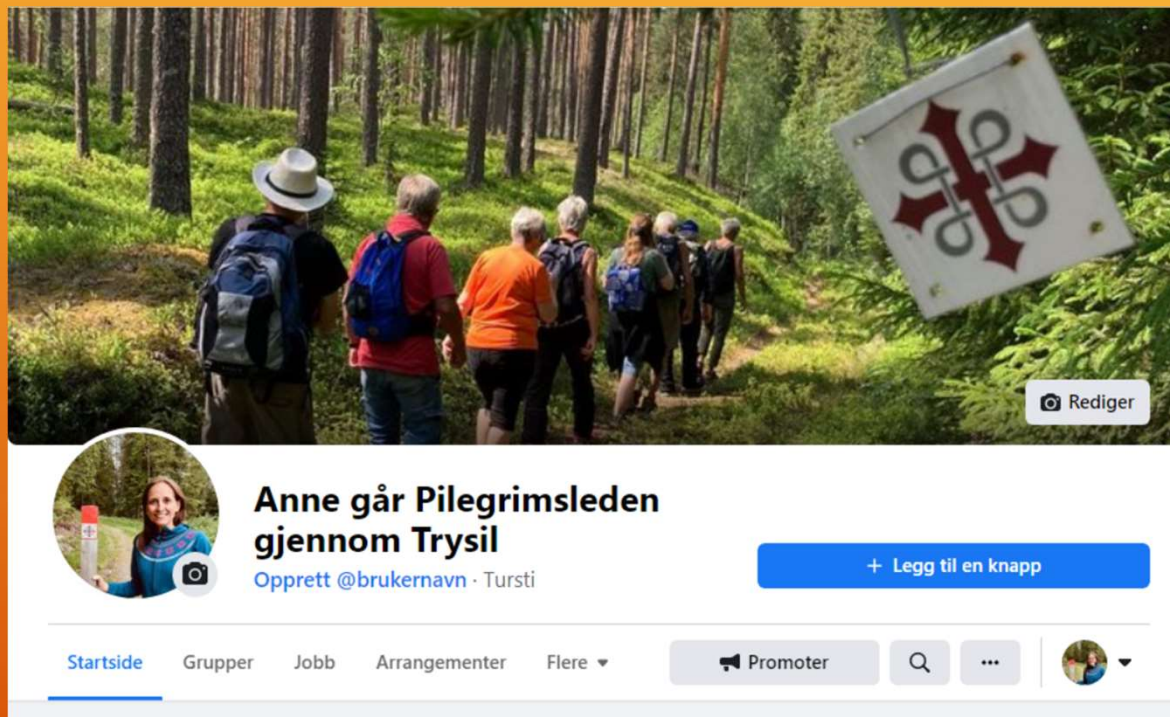 Rediger
Anne går Pilegrimsleden
gjennom Trysil
Opprett @brukernavn · Tursti
+ Legg til en knapp
Startside
Grupper
Jobb
Arrangementer
Flere
Promoter